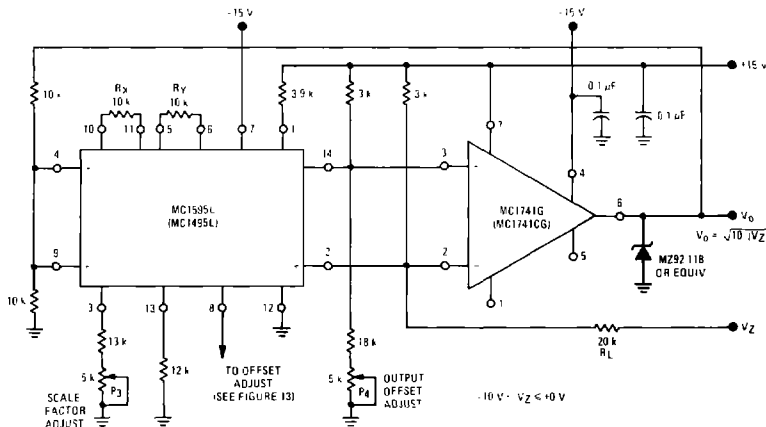 -15 V
-15 V
+15 V
10 k
RX
10 k
RY
10 k
3.9 k
3 k
3 k
0.1 µF
0.1 µF
10
11
5
6
7
1
7
4
4
14
3
MC1595L
(MC1495L)
MC1741G
(MC1741CG)
6
VO
VO = √10 |VZ|
9
2
2
5
MZ92 11B
OR EQUIV
10 k
3
13
8
12
1
VZ
13 k
18 k
20 k
RL
12 k
TO OFFSET
ADJUST
(SEE FIGURE 13)
5 k
P3
5 k
P4
OUTPUT
OFFSET
ADJUST
SCALE
FACTOR
ADJUST
-10 V
VZ ≤ +0 V